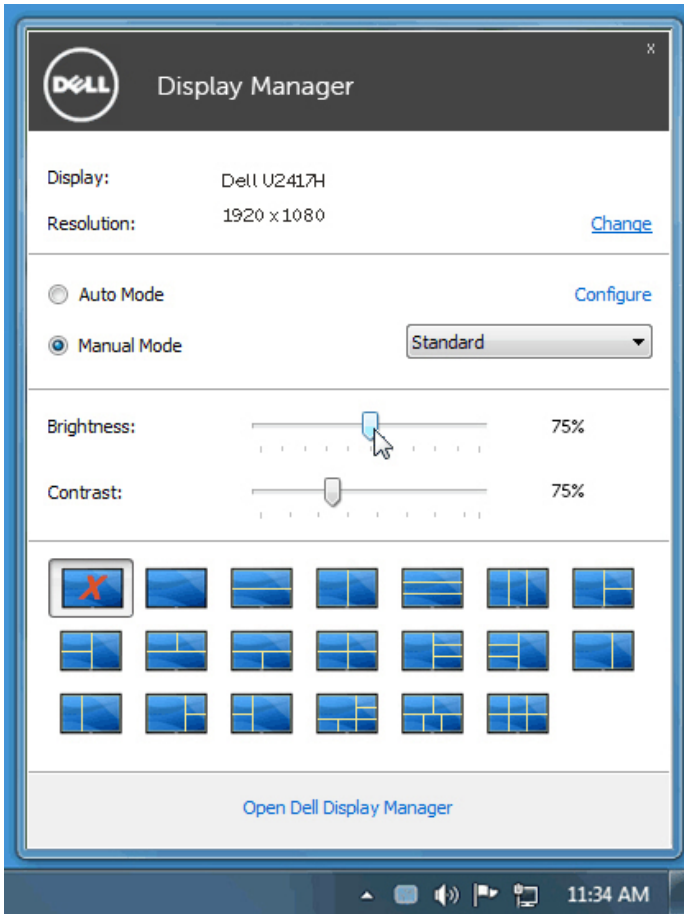 x
DELL Display Manager
Display: Dell U2417H
Resolution: 1920 x 1080 Change
Auto Mode Configure
Manual Mode Standard
Brightness: 75%
Contrast: 75%
Open Dell Display Manager
11:34 AM